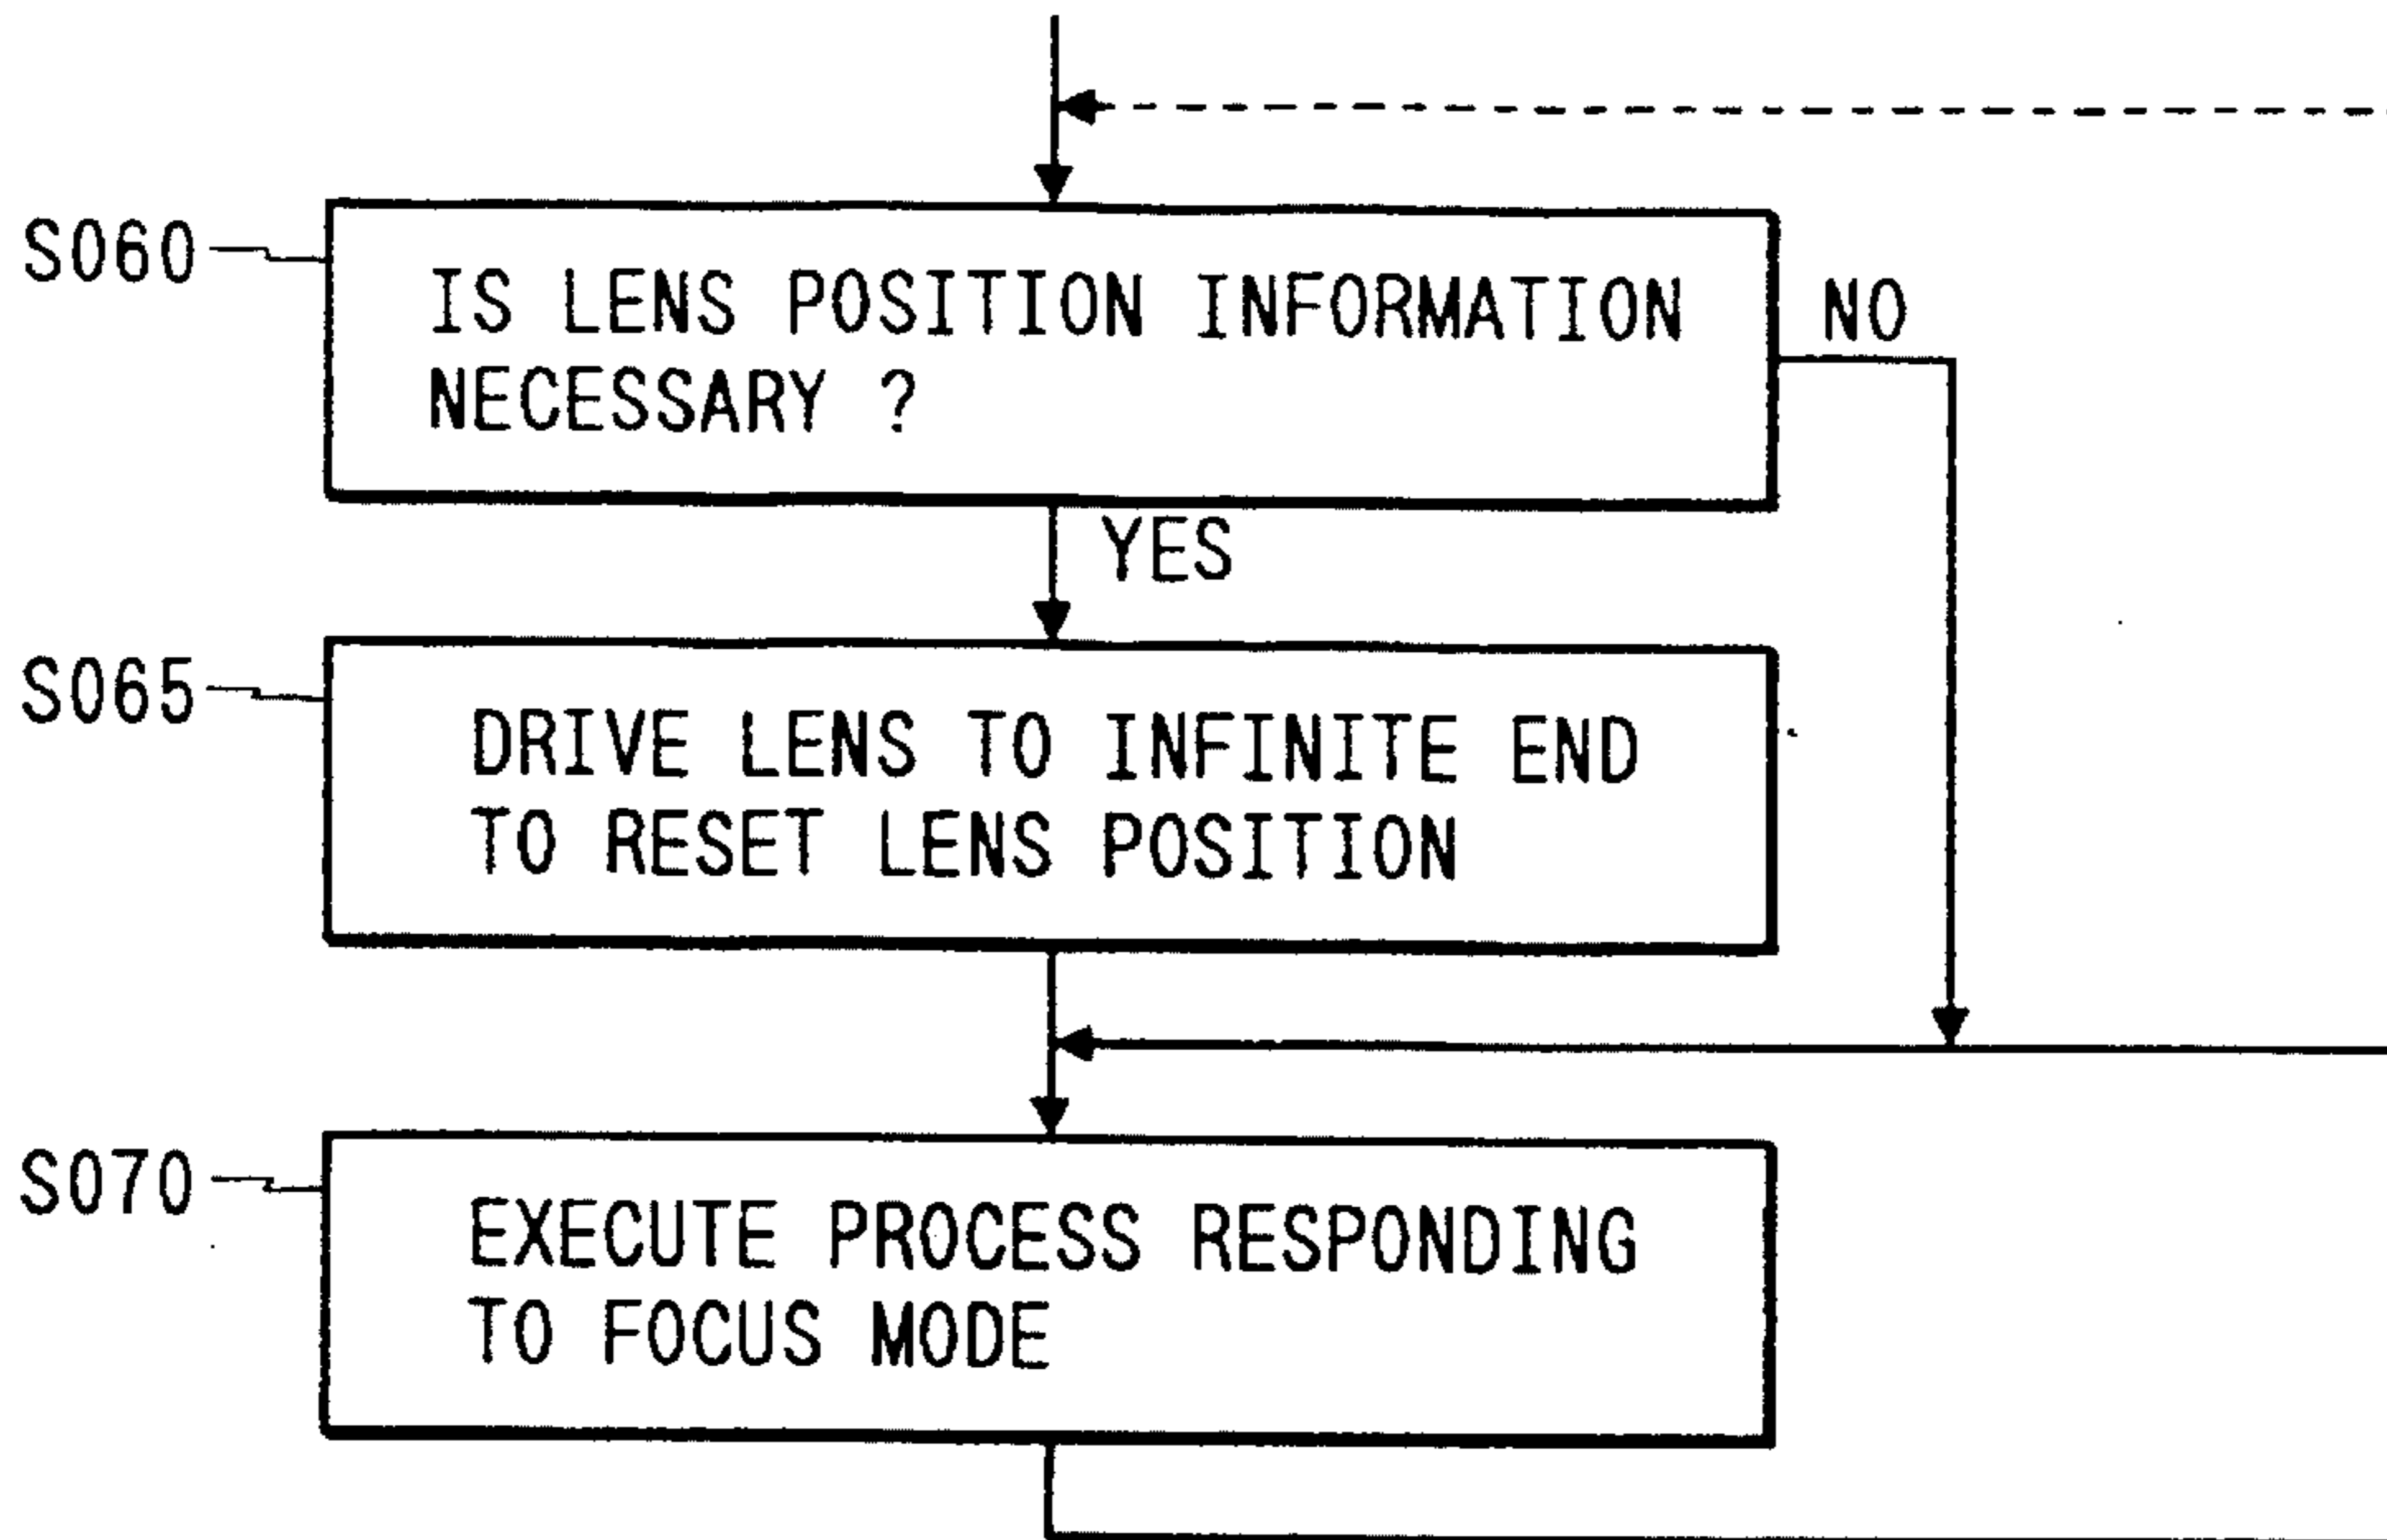 S060
IS LENS POSITION INFORMATION
NECESSARY ?
NO
YES
S065
DRIVE LENS TO INFINITE END
TO RESET LENS POSITION
S070
EXECUTE PROCESS RESPONDING
TO FOCUS MODE